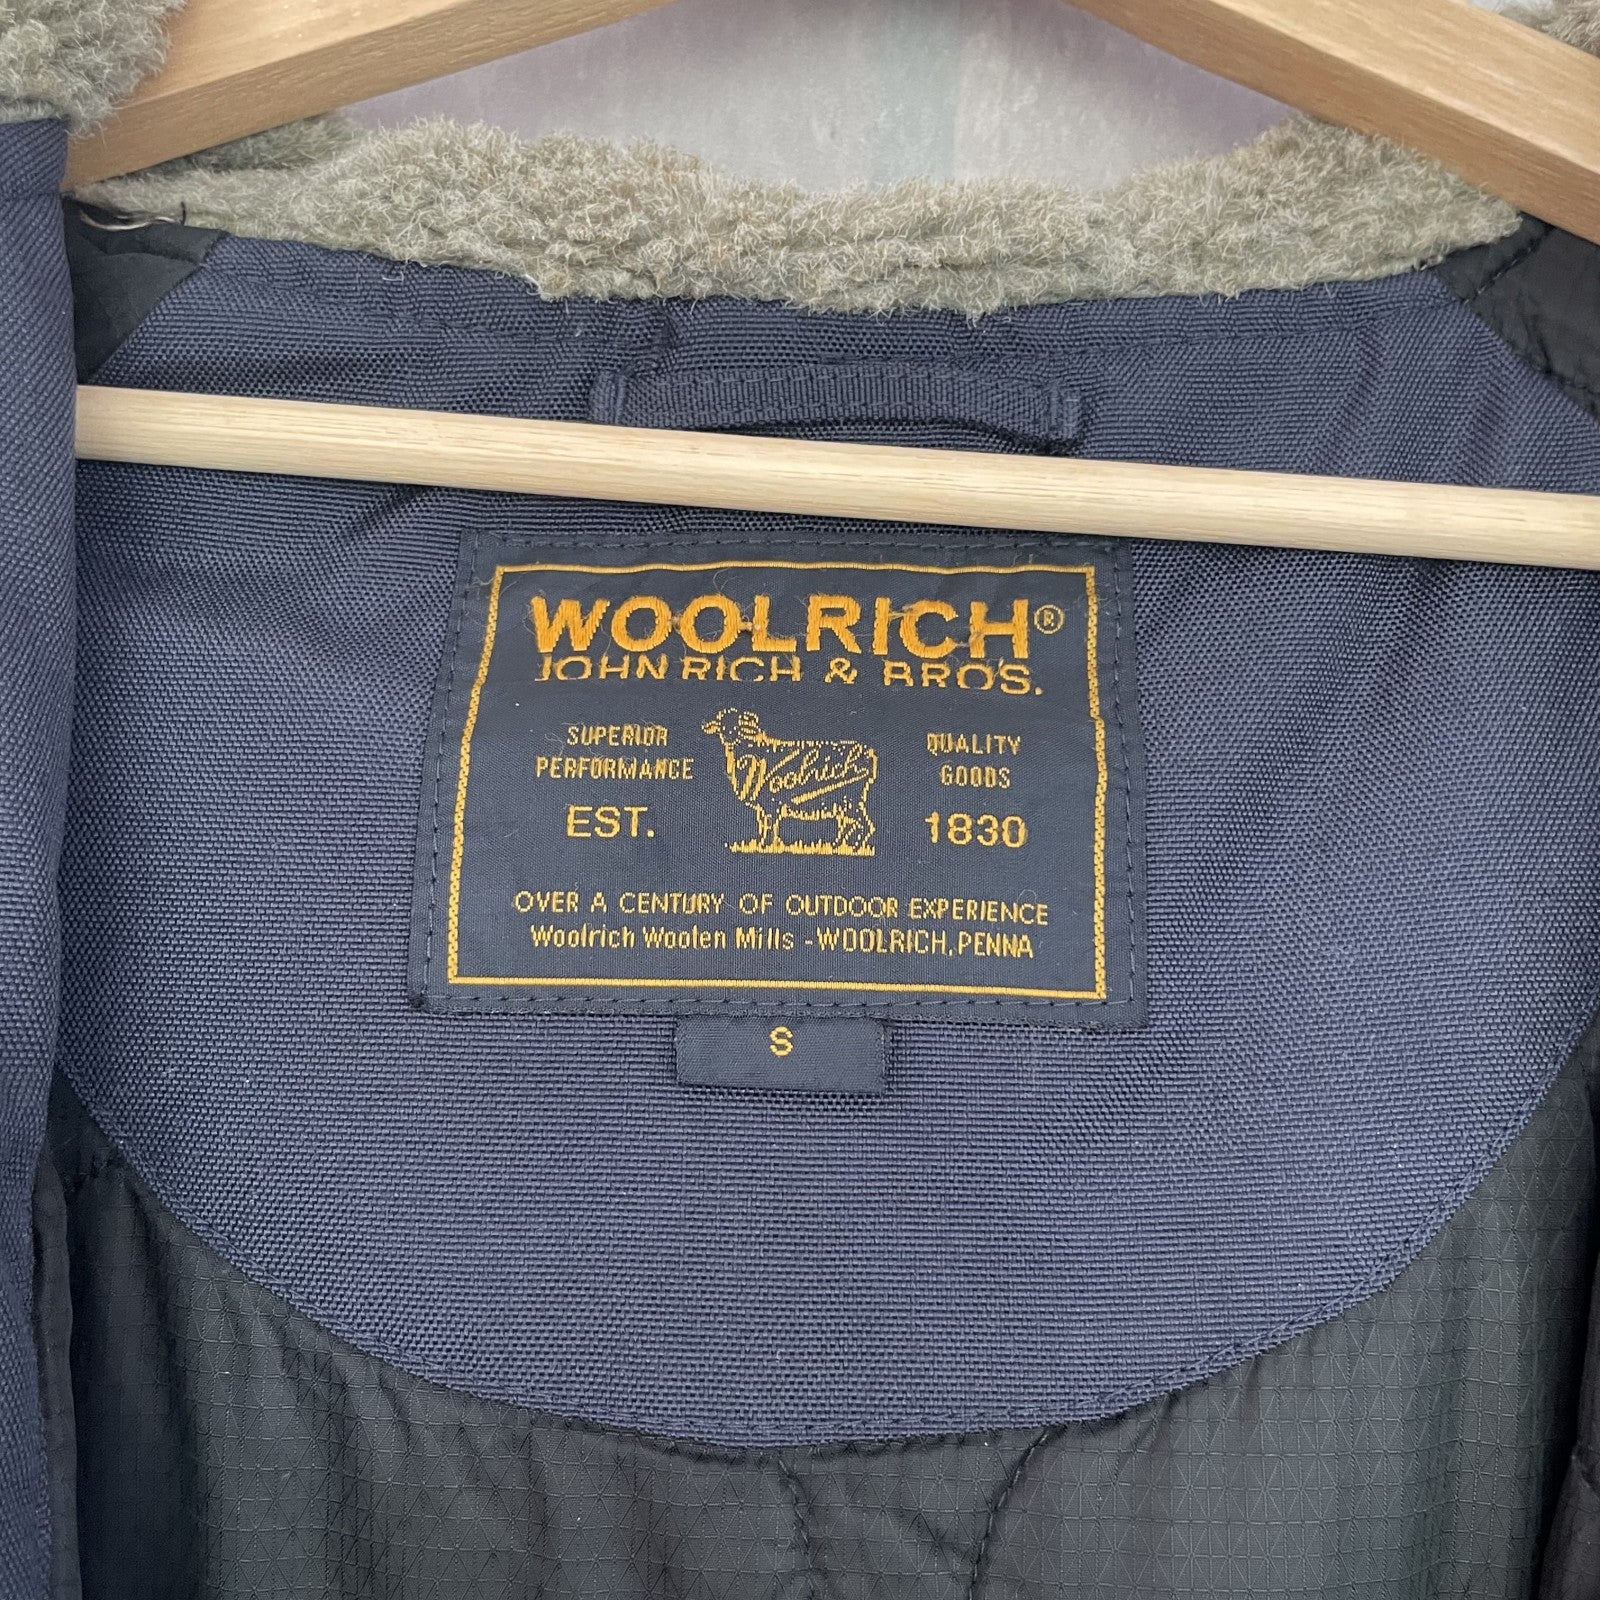 WOOLRICH®
JOHN RICH & BROS.
SUPERIOR
PERFORMANCE
EST.
Woolrich
QUALITY
GOODS
1830
OVER A CENTURY OF OUTDOOR EXPERIENCE
Woolrich Woolen Mills - WOOLRICH, PENNA
S